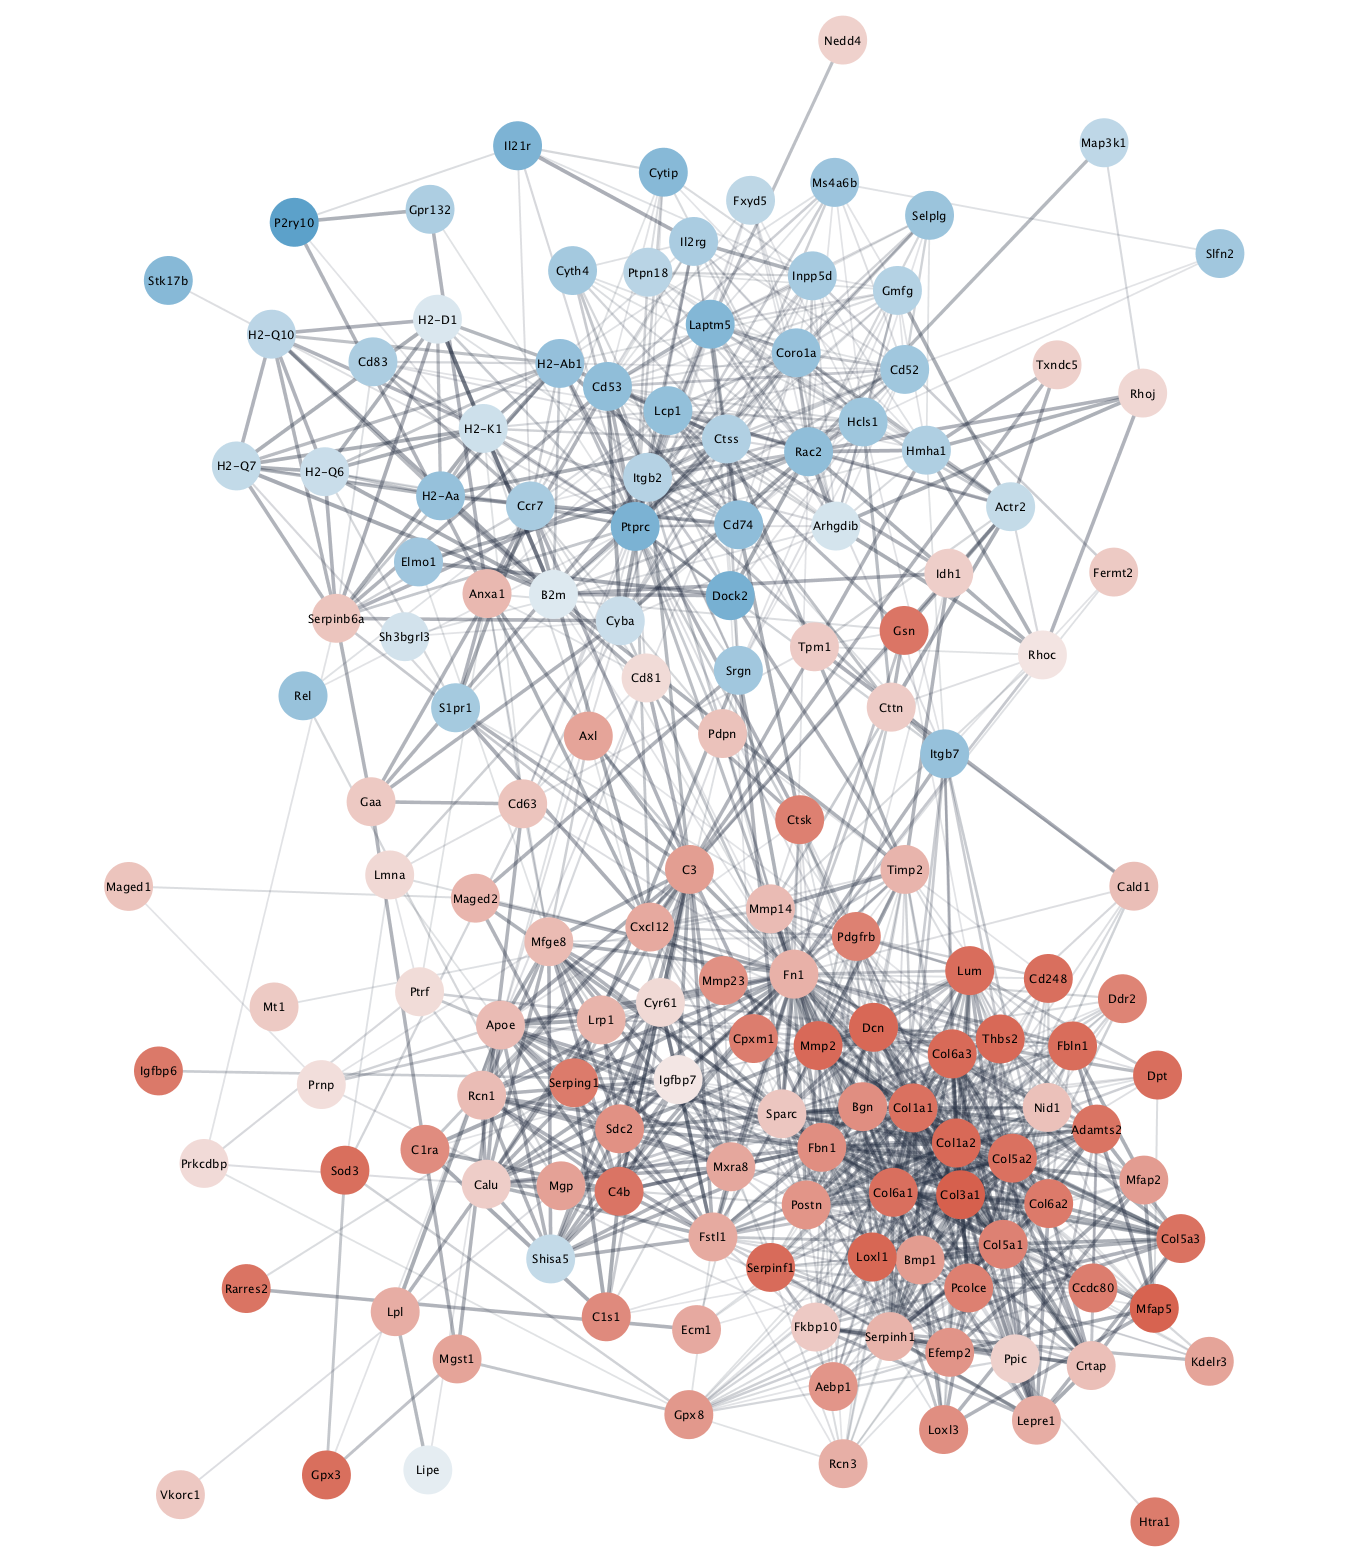 Nedd4
Map3k1
Il21r
Cytip
Ms4a6b
Fxyd5
Gpr132
Selplg
P2ry10
Il2rg
Slfn2
Cyth4
Ptpn18
Inpp5d
Stk17b
Gmfg
H2-D1
Laptm5
H2-Q10
Coro1a
Cd83
H2-Ab1
Txndc5
Cd52
Cd53
Rhoj
Lcp1
Hcls1
H2-K1
Ctss
Hmha1
Rac2
H2-Q7
H2-Q6
Itgb2
H2-Aa
Ccr7
Actr2
Ptprc
Cd74
Arhgdib
Elmo1
Idh1
Fermt2
Anxa1
B2m
Dock2
Serpinb6a
Cyba
Gsn
Sh3bgrl3
Tpm1
Rhoc
Srgn
Cd81
Rel
S1pr1
Cttn
Pdpn
Axl
Itgb7
Gaa
Cd63
Ctsk
C3
Timp2
Lmna
Maged1
Cald1
Maged2
Mmp14
Cxcl12
Pdgfrb
Mfge8
Lum
Fn1
Cd248
Mmp23
Ptrf
Ddr2
Cyr61
Mt1
Lrp1
Apoe
Dcn
Cpxm1
Thbs2
Mmp2
Fbln1
Col6a3
Igfbp6
Dpt
Igfbp7
Serping1
Prnp
Rcn1
Bgn
Col1a1
Nid1
Sparc
Sdc2
Adamts2
Col1a2
Fbn1
C1ra
Col5a2
Prkcdbp
Mxra8
Sod3
Mfap2
Calu
Mgp
C4b
Col6a1
Col3a1
Postn
Col6a2
Fstl1
Col5a3
Col5a1
Shisa5
Loxl1
Bmp1
Serpinf1
Rarres2
Pcolce
Ccdc80
Mfap5
Lpl
C1s1
Fkbp10
Ecm1
Serpinh1
Efemp2
Mgst1
Ppic
Kdelr3
Crtap
Aebp1
Gpx8
Lepre1
Loxl3
Rcn3
Lipe
Gpx3
Vkorc1
Htra1